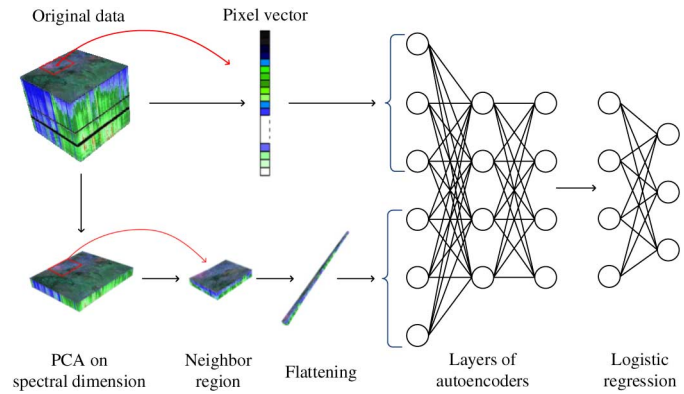 Original data
Pixel vector
PCA on
spectral dimension
Neighbor
region
Flattening
Layers of
autoencoders
Logistic
regression